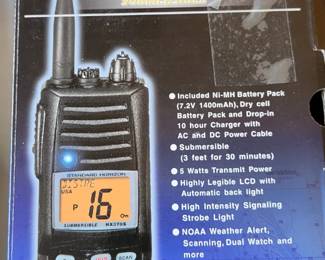 ● Included Ni-MH Battery Pack
(7.2V 1400mAh), Dry cell
Battery Pack and Drop-in
10 hour Charger with
AC and DC Power Cable
● Submersible
(3 feet for 30 minutes)
● 5 Watts Transmit Power
● Highly Legible LCD with
Automatic back light
● High Intensity Signaling
Strobe Light
● NOAA Weather Alert,
Scanning, Dual Watch and
more
STANDARD HORIZON
USA
P 16
SUBMERSIBLE HX370S
SCAN